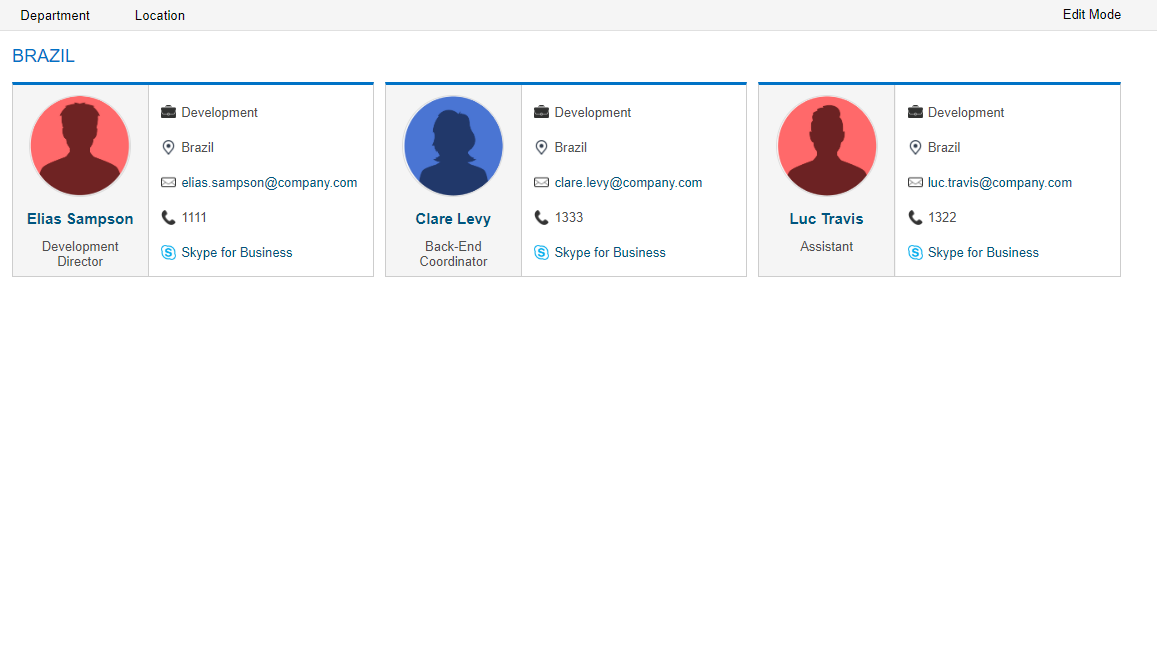 Department Location Edit Mode
BRAZIL
Elias Sampson
Development
Director
Development
Brazil
elias.sampson@company.com
1111
Skype for Business
Clare Levy
Back-End
Coordinator
Development
Brazil
clare.levy@company.com
1333
Skype for Business
Luc Travis
Assistant
Development
Brazil
luc.travis@company.com
1322
Skype for Business